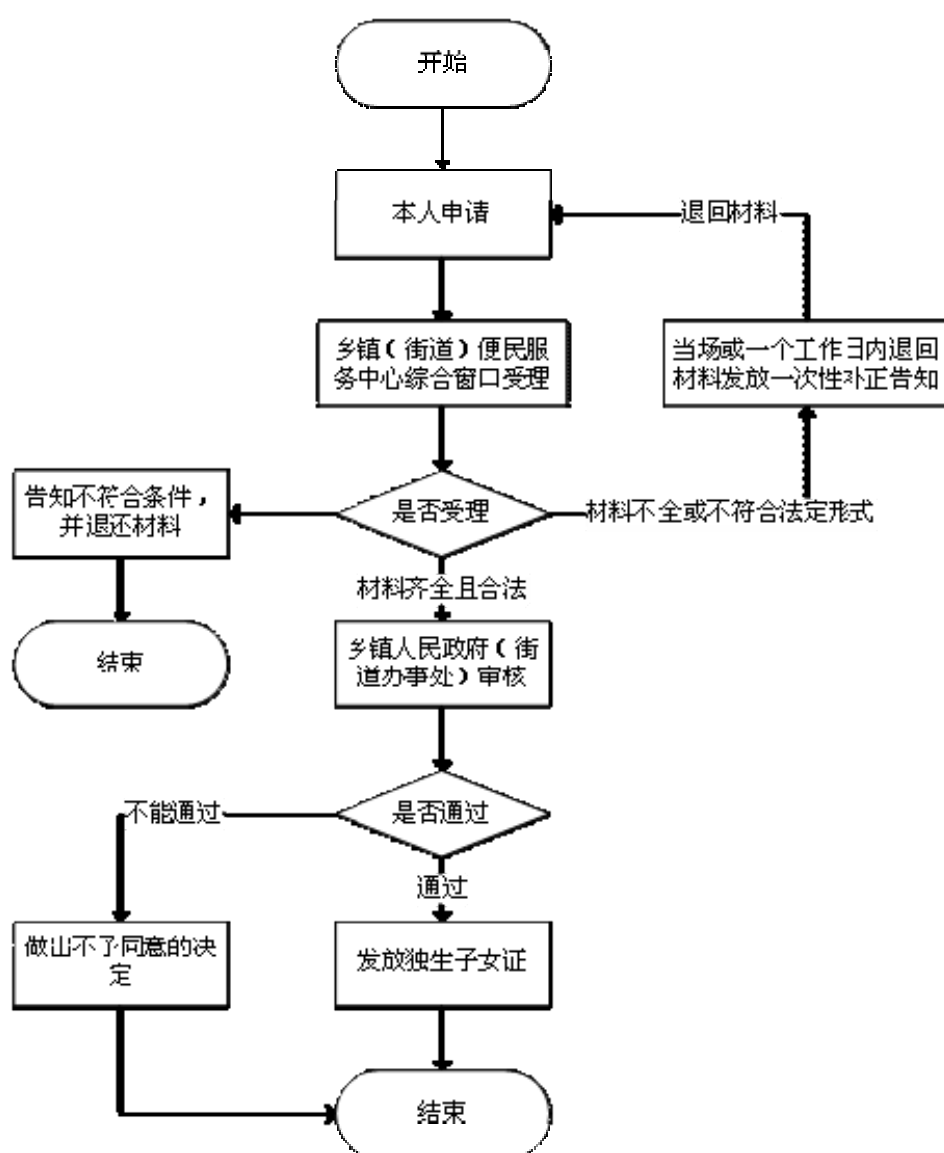 开始
本人申请
退回材料
乡镇(街道)便民服
务中心综合窗口受理
当场或一个工作日内退回
材料发放一次性补正告知
告知不符合条件,
并退还材料
是否受理
材料不全或不符合法定形式
材料齐全且合法
结束
乡镇人民政府(街
道办事处)审核
不能通过
是否通过
通过
做出不予同意的决
定
发放独生子女证
结束